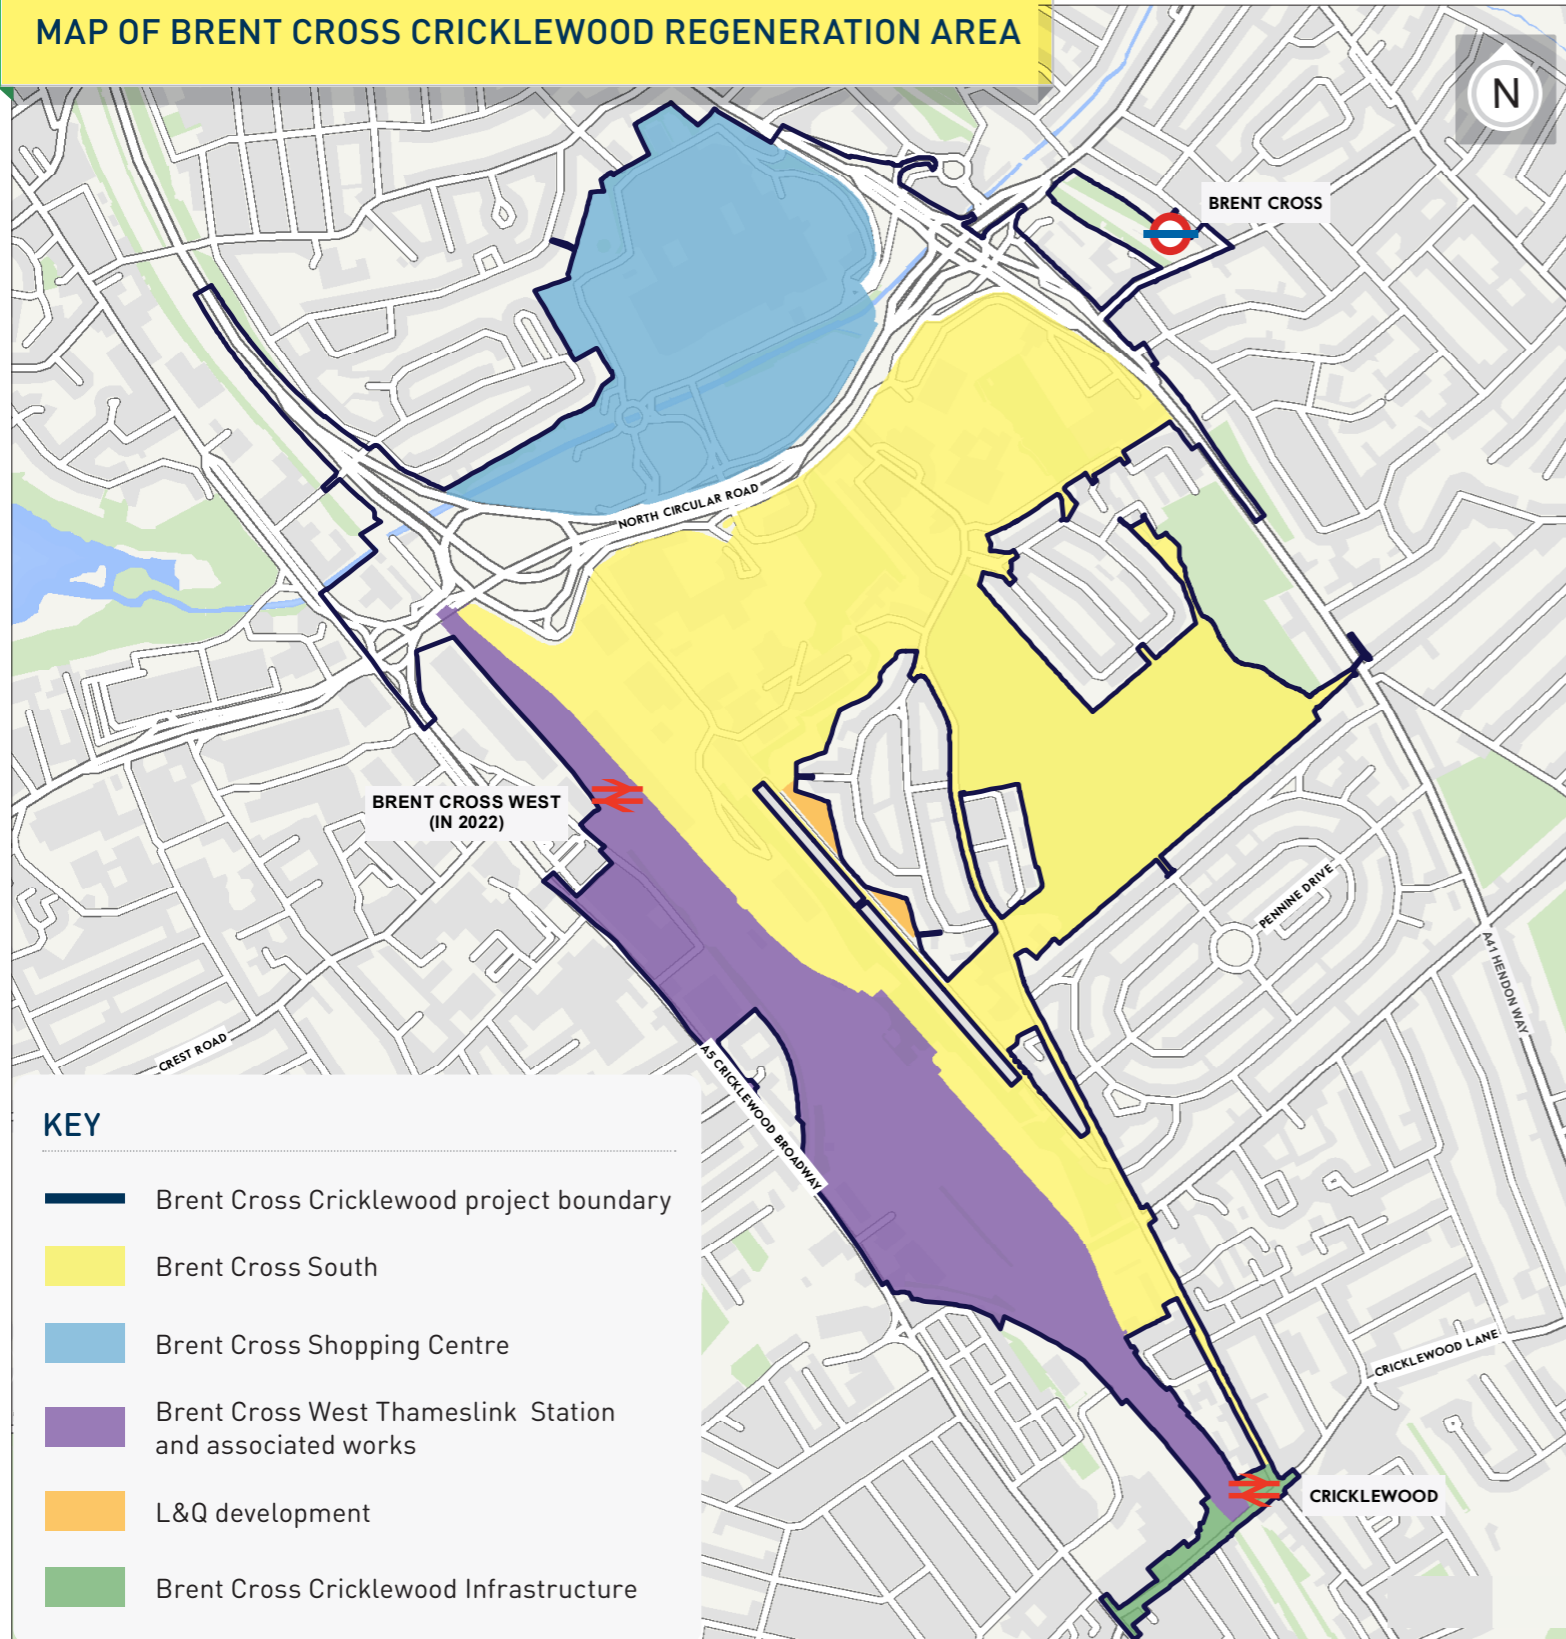 MAP OF BRENT CROSS CRICKLEWOOD REGENERATION AREA
N
BRENT CROSS
NORTH CIRCULAR ROAD
BRENT CROSS WEST
(IN 2022)
PENNINE DRIVE
A41 HENDON WAY
CREST ROAD
A5 CRICKLEWOOD BROADWAY
CRICKLEWOOD LANE
CRICKLEWOOD
KEY
Brent Cross Cricklewood project boundary
Brent Cross South
Brent Cross Shopping Centre
Brent Cross West Thameslink Station
and associated works
L&Q development
Brent Cross Cricklewood Infrastructure